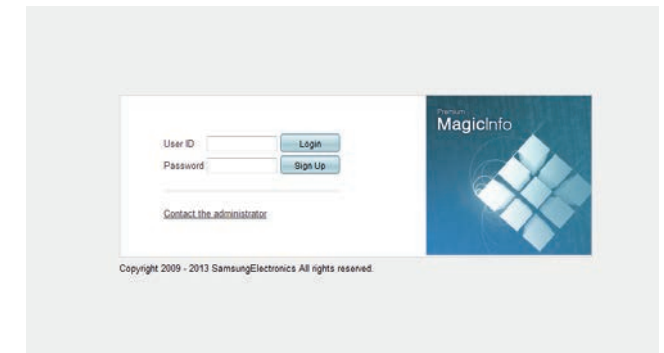 Premium
MagicInfo
User ID
Login
Password
Sign Up
Contact the administrator
Copyright 2009 - 2013 SamsungElectronics All rights reserved.